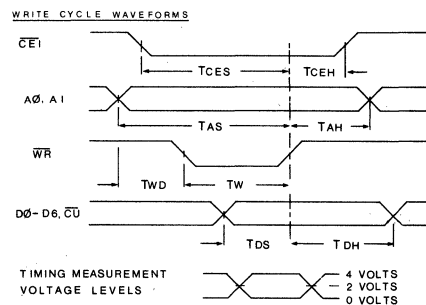 WRITE CYCLE WAVEFORMS
CE1
TCES
TCEH
AØ, A1
TAS
TAH
WR
TWD
TW
DØ-D6, CU
TDS
TDH
TIMING MEASUREMENT
VOLTAGE LEVELS
4 VOLTS
2 VOLTS
0 VOLTS